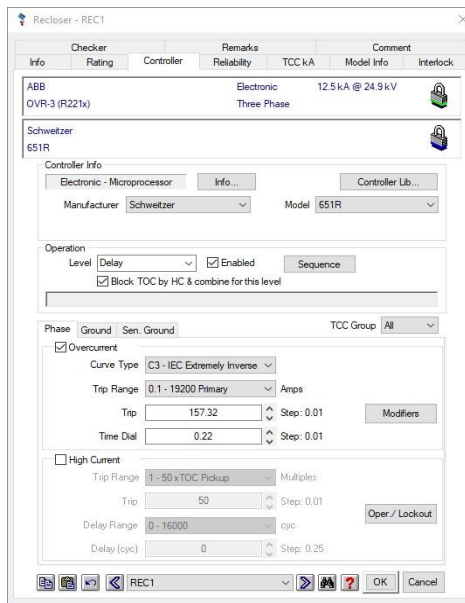 Recloser - REC1
Checker Remarks Comment
Info Rating Controller Reliability TCC kA Model Info Interlock
ABB Electronic 12.5 kA @ 24.9 kV
OVR-3 (R221x) Three Phase
Schweitzer
651R
Controller Info
Electronic - Microprocessor Info... Controller Lib...
Manufacturer Schweitzer Model 651R
Operation
Level Delay Enabled Sequence
Block TOC by HC & combine for this level
Phase Ground Sen. Ground TCC Group All
Overcurrent
Curve Type C3 - IEC Extremely Inverse
Trip Range 0.1 - 19200 Primary Amps
Trip 157.32 Step: 0.01 Modifiers
Time Dial 0.22 Step: 0.01
High Current
Trip Range 1 - 50 xTOC Pickup Multiples
Trip 50 Step: 0.01
Oper./ Lockout
Delay Range 0 - 16000 cyc
Delay (cyc) 0 Step: 0.25
REC1 ? OK Cancel